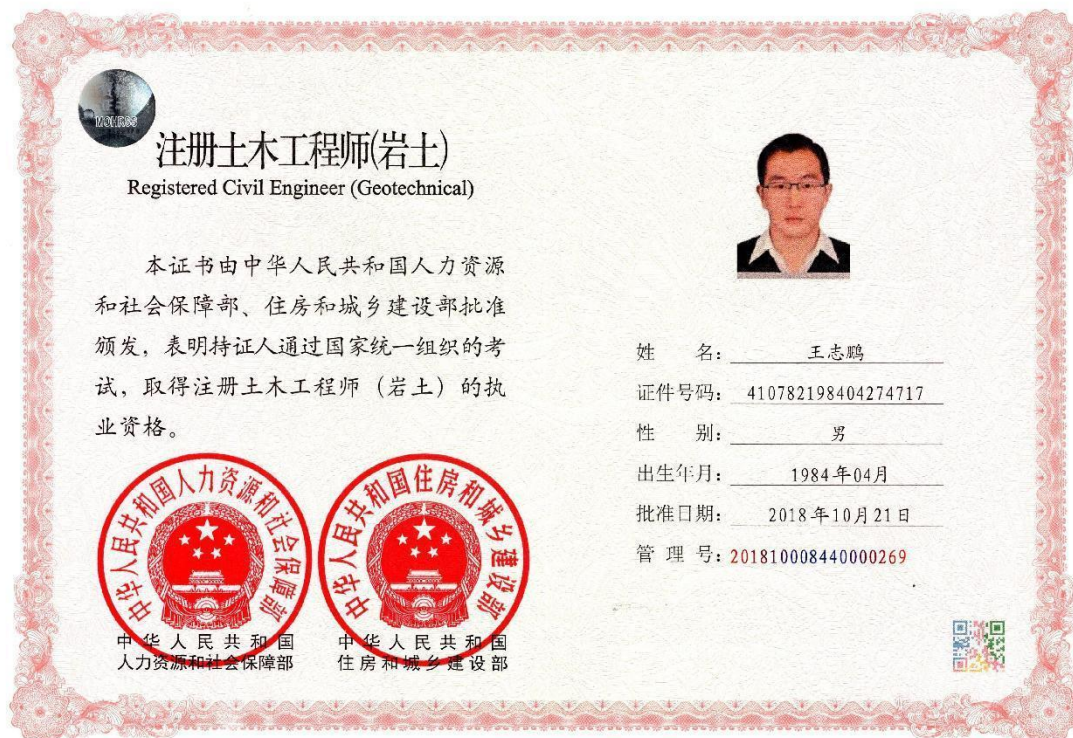 MOHRSS
注册土木工程师(岩土)
Registered Civil Engineer (Geotechnical)
本证书由中华人民共和国人力资源
和社会保障部、住房和城乡建设部批准
颁发，表明持证人通过国家统一组织的考
试，取得注册土木工程师（岩土）的执
业资格。
中华人民共和国人力资源和社会保障部
中华人民共和国住房和城乡建设部
中华人民共和国
人力资源和社会保障部
中华人民共和国
住房和城乡建设部
姓 名：王志鹏
证件号码：410782198404274717
性 别：男
出生年月：1984年04月
批准日期：2018年10月21日
管 理 号：201810008440000269